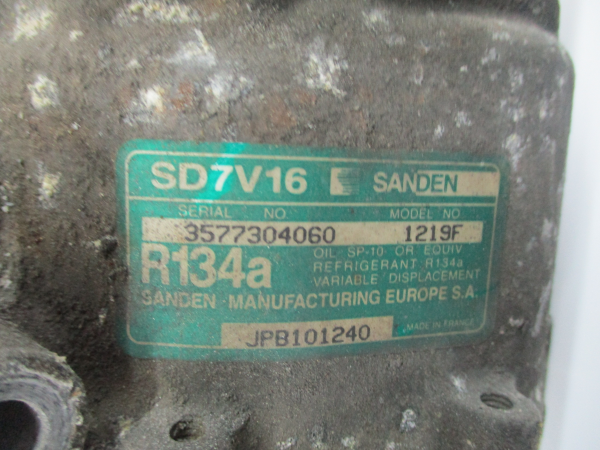 SD7V16 SANDEN
SERIAL NO MODEL NO
3577304060 1219F
R134a
OIL SP-10 OR EQUIV
REFRIGERANT R134a
VARIABLE DISPLACEMENT
SANDEN MANUFACTURING EUROPE S.A.
JPB101240
MADE IN FRANCE